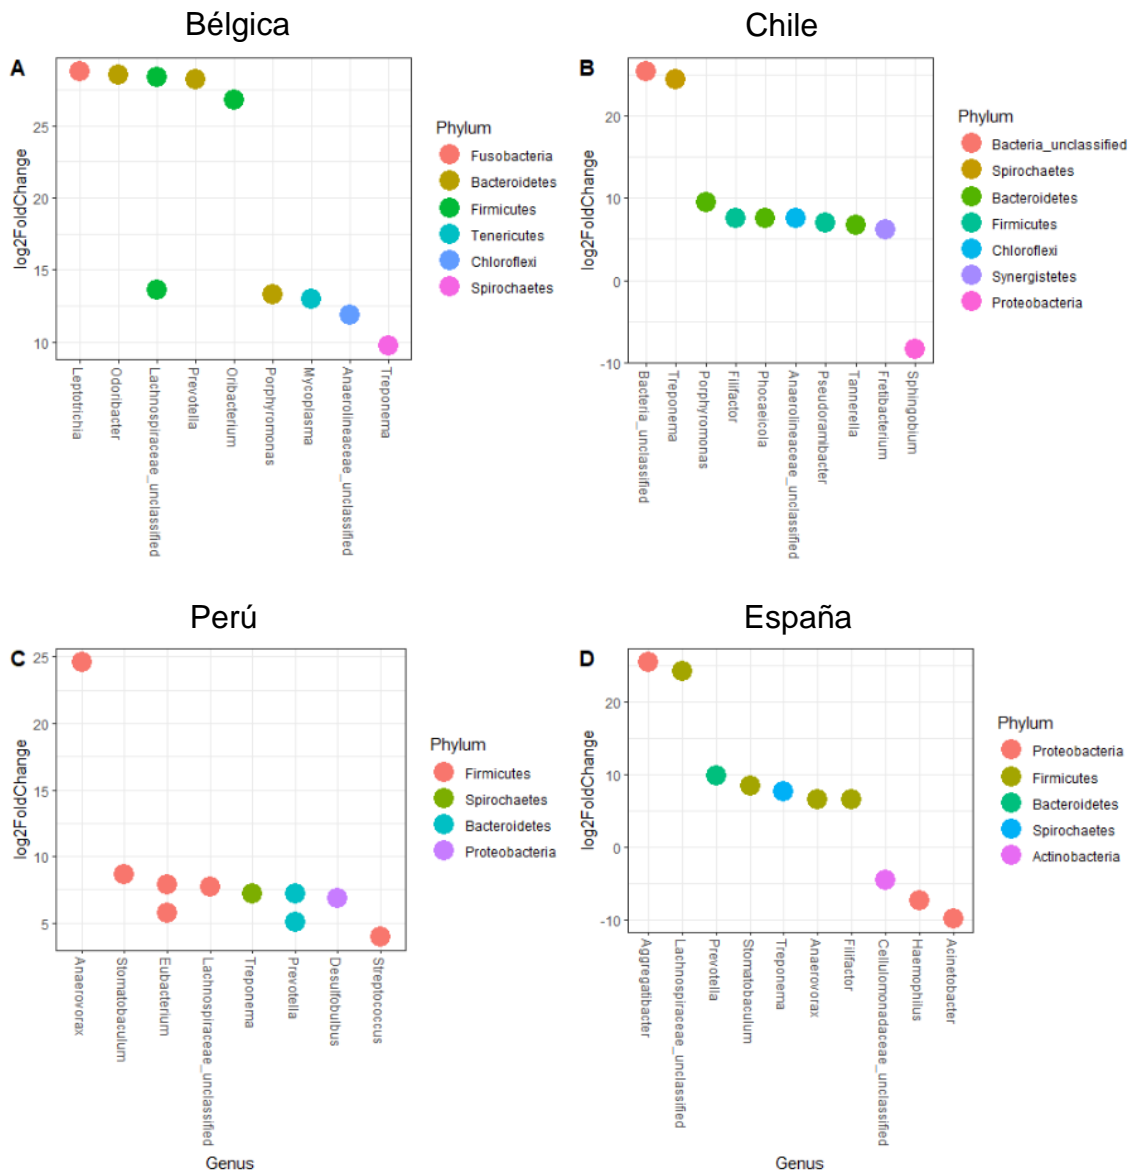 Bélgica
A
log2FoldChange
25
20
15
10
Leptotrichia
Odoribacter
Lachnospiraceae_unclassified
Prevotella
Oribacterium
Porphyromonas
Mycoplasma
Anaerolineaceae_unclassified
Treponema
Phylum
Fusobacteria
Bacteroidetes
Firmicutes
Tenericutes
Chloroflexi
Spirochaetes
Chile
B
log2FoldChange
20
10
0
-10
Bacteria_unclassified
Treponema
Porphyromonas
Filifactor
Phocaeicola
Anaerolineaceae_unclassified
Pseudoramibacter
Tannerella
Fretibacterium
Sphingobium
Phylum
Bacteria_unclassified
Spirochaetes
Bacteroidetes
Firmicutes
Chloroflexi
Synergistetes
Proteobacteria
Perú
C
log2FoldChange
25
20
15
10
5
Anaerovorax
Stomatobaculum
Eubacterium
Lachnospiraceae_unclassified
Treponema
Prevotella
Desulfobulbus
Streptococcus
Genus
Phylum
Firmicutes
Spirochaetes
Bacteroidetes
Proteobacteria
España
D
log2FoldChange
20
10
0
-10
Aggregatibacter
Lachnospiraceae_unclassified
Prevotella
Stomatobaculum
Treponema
Anaerovorax
Filifactor
Cellulomonadaceae_unclassified
Haemophilus
Acinetobacter
Genus
Phylum
Proteobacteria
Firmicutes
Bacteroidetes
Spirochaetes
Actinobacteria